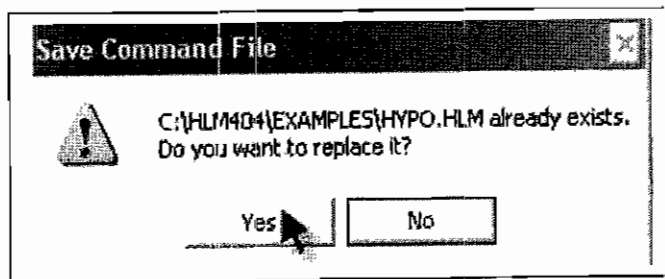 Save Command File
C:\HLM404\EXAMPLES\HYPO.HLM already exists.
Do you want to replace it?
Yes
No